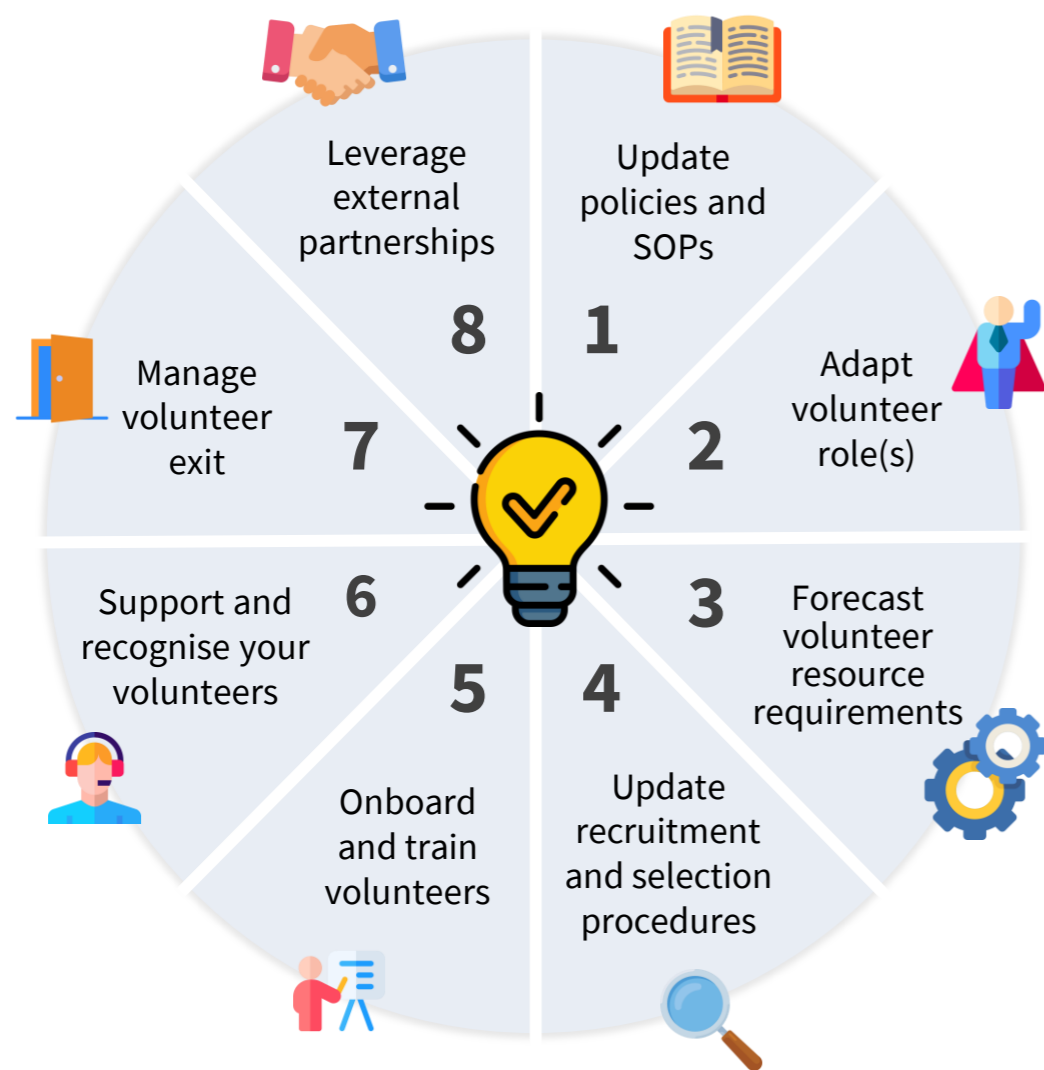 1
Update
policies and
SOPs
2
Adapt
volunteer
role(s)
3
Forecast
volunteer
resource
requirements
4
Update
recruitment
and selection
procedures
5
Onboard
and train
volunteers
6
Support and
recognise your
volunteers
7
Manage
volunteer
exit
8
Leverage
external
partnerships